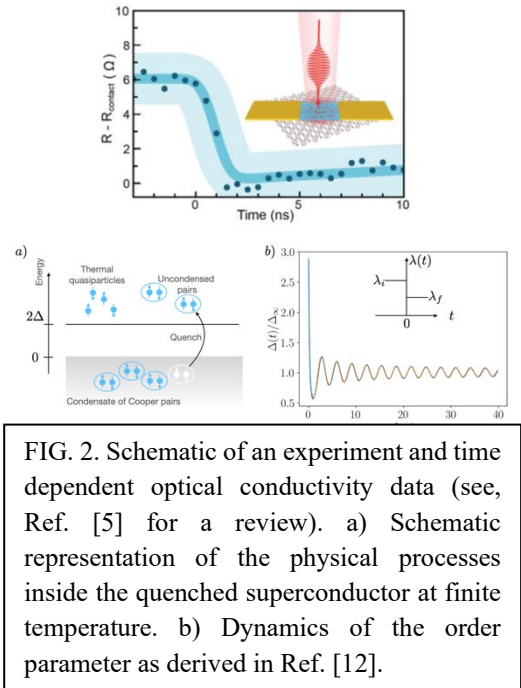 10
8
6
4
2
0
R - Rcontact ( Ω )
0 5 10
Time (ns)
a)
Energy
Thermal
quasiparticles
Uncondensed
pairs
2Δ
Quench
0
Condensate of Cooper pairs
b)
3.0
2.5
2.0
1.5
1.0
0.5
Δ(t)/Δ∞
λ(t)
λi
λf
0
t
0 10 20 30 40
FIG. 2. Schematic of an experiment and time
dependent optical conductivity data (see,
Ref. [5] for a review). a) Schematic
representation of the physical processes
inside the quenched superconductor at finite
temperature. b) Dynamics of the order
parameter as derived in Ref. [12].